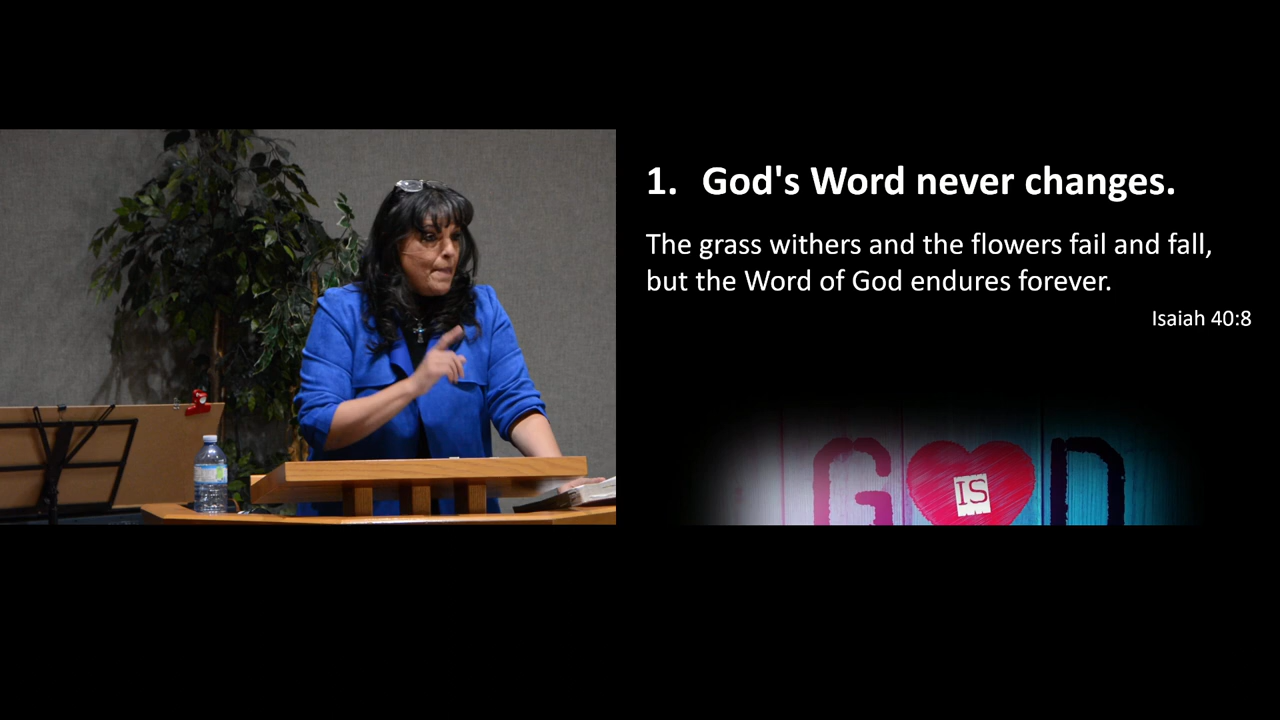 1. God's Word never changes.
The grass withers and the flowers fail and fall,
but the Word of God endures forever.
Isaiah 40:8
G D
IS